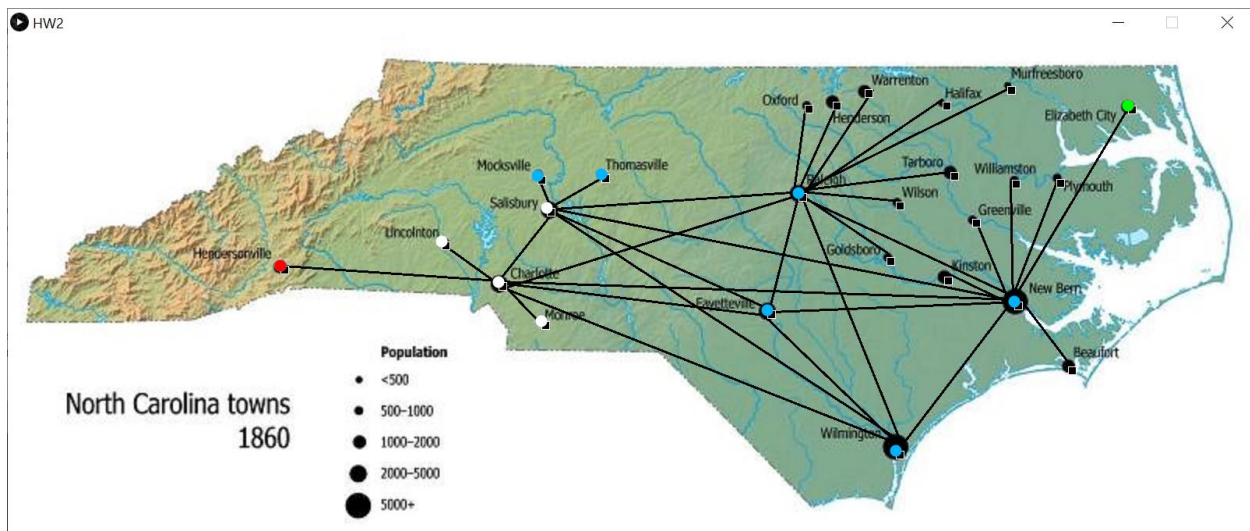 HW2
Warrenton
Murfreesboro
Oxford
Halifax
Henderson
Elizabeth City
Mocksville
Thomasville
Tarboro
Williamston
Raleigh
Plymouth
Wilson
Salisbury
Greenville
Lincolnton
Hendersonville
Goldsboro
Charlotte
Kinston
New Bern
Fayetteville
Monroe
Beaufort
Wilmington
North Carolina towns
1860
Population
<500
500–1000
1000–2000
2000–5000
5000+